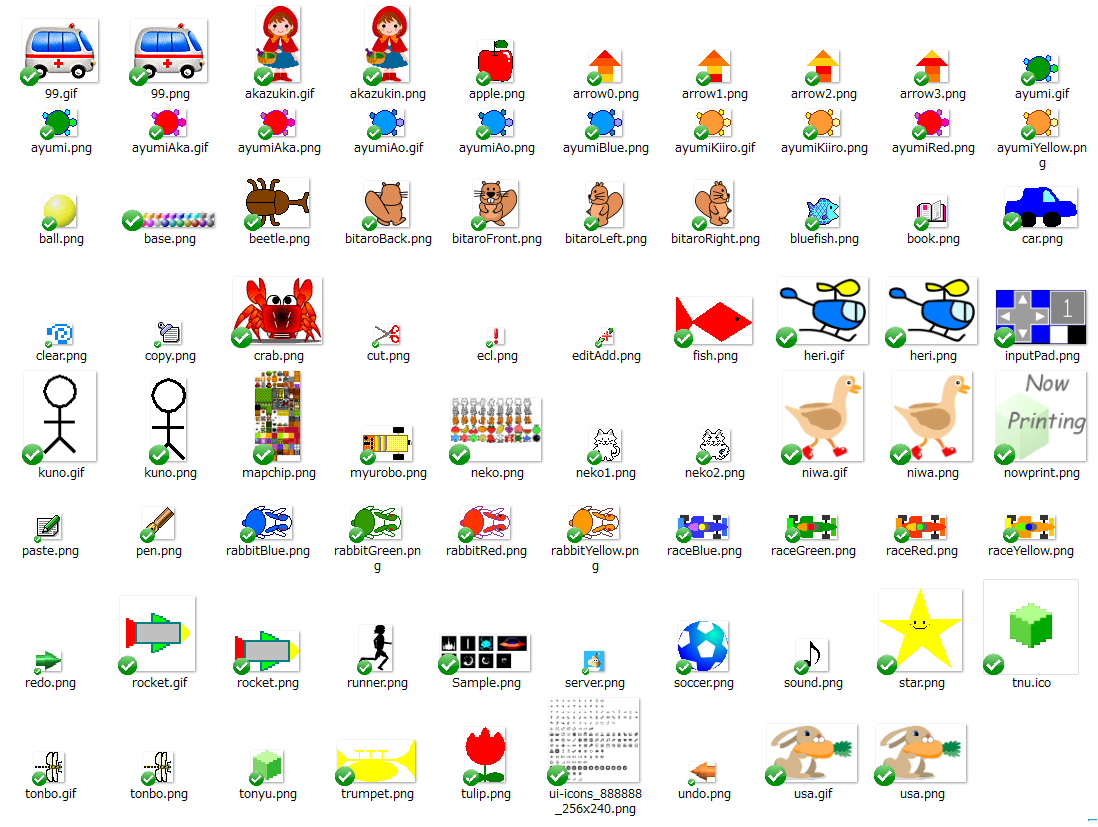 99.gif 99.png akazukin.gif akazukin.png apple.png arrow0.png arrow1.png arrow2.png arrow3.png ayumi.gif
ayumi.png ayumiAka.gif ayumiAka.png ayumiAo.gif ayumiAo.png ayumiBlue.png ayumiKiiro.gif ayumiKiiro.png ayumiRed.png ayumiYellow.pn
g
ball.png base.png beetle.png bitaroBack.png bitaroFront.png bitaroLeft.png bitaroRight.png bluefish.png book.png car.png
1
clear.png copy.png crab.png cut.png ecl.png editAdd.png fish.png heri.gif heri.png inputPad.png
Now
Printing
kuno.gif kuno.png mapchip.png myurobo.png neko.png neko1.png neko2.png niwa.gif niwa.png nowprint.png
paste.png pen.png rabbitBlue.png rabbitGreen.pn rabbitRed.png rabbitYellow.pn raceBlue.png raceGreen.png raceRed.png raceYellow.png
g g
redo.png rocket.gif rocket.png runner.png Sample.png server.png soccer.png sound.png star.png tnu.ico
tonbo.gif tonbo.png tonyu.png trumpet.png tulip.png ui-icons_888888 undo.png usa.gif usa.png
_256x240.png